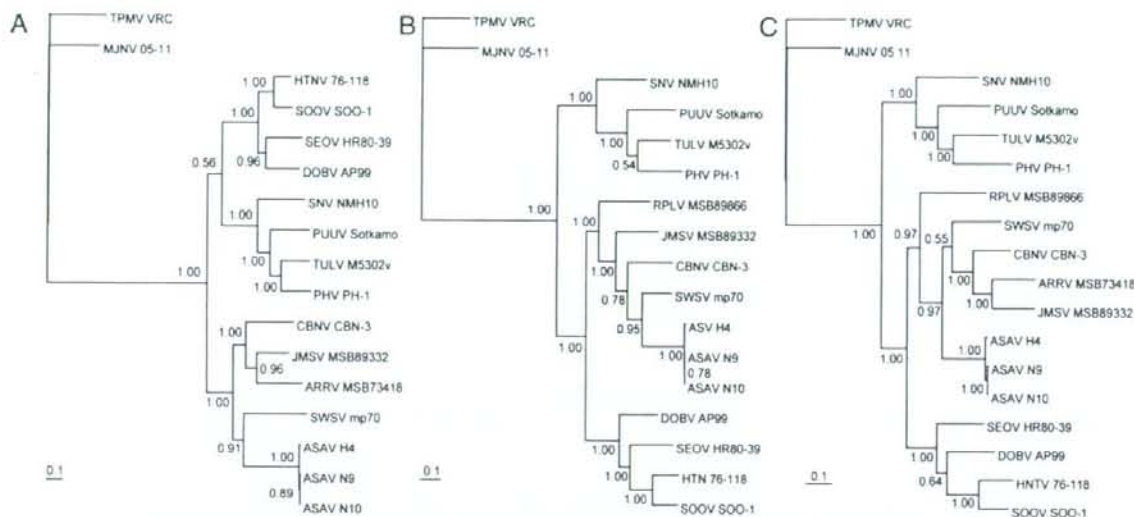 A
TPMV VRC
MJNV 05-11
1.00
HTNV 76-118
SOOV SOO-1
1.00
SEOV HR80-39
0.96
DOBV AP99
0.56
SNV NMH10
1.00
PUUV Sotkamo
1.00
TULV M5302v
1.00
PHV PH-1
1.00
CBNV CBN-3
1.00
JMSV MSB89332
0.96
ARRV MSB73418
1.00
SWSV mp70
0.91
ASAV H4
1.00
ASAV N9
0.89
ASAV N10
0.1
B
TPMV VRC
MJNV 05-11
SNV NMH10
1.00
PUUV Sotkamo
1.00
TULV M5302v
0.54
PHV PH-1
1.00
RPLV MSB89866
1.00
JMSV MSB89332
1.00
CBNV CBN-3
0.78
SWSV mp70
0.95
ASV H4
1.00
ASAV N9
0.78
ASAV N10
1.00
DOBV AP99
1.00
SEOV HR80-39
1.00
HTN 76-118
1.00
SOOV SOO-1
0.1
C
TPMV VRC
MJNV 05 11
SNV NMH10
1.00
PUUV Sotkamo
1.00
TULV M5302v
1.00
PHV PH-1
1.00
RPLV MSB89866
0.97
0.55
SWSV mp70
CBNV CBN-3
1.00
ARRV MSB73418
1.00
JMSV MSB89332
0.97
ASAV H4
1.00
ASAV N9
1.00
ASAV N10
1.00
SEOV HR80-39
1.00
DOBV AP99
0.64
HNTV 76-118
1.00
SOOV SOO-1
0.1